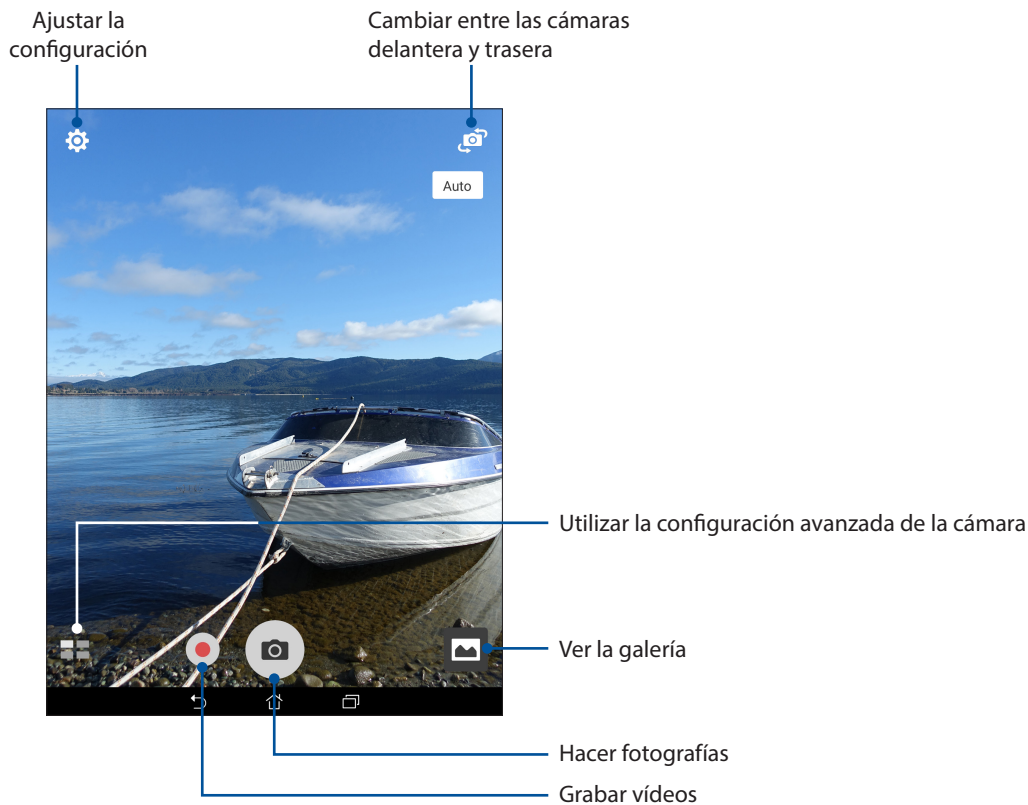 Ajustar la
configuración
Cambiar entre las cámaras
delantera y trasera
Auto
Utilizar la configuración avanzada de la cámara
Ver la galería
Hacer fotografías
Grabar vídeos